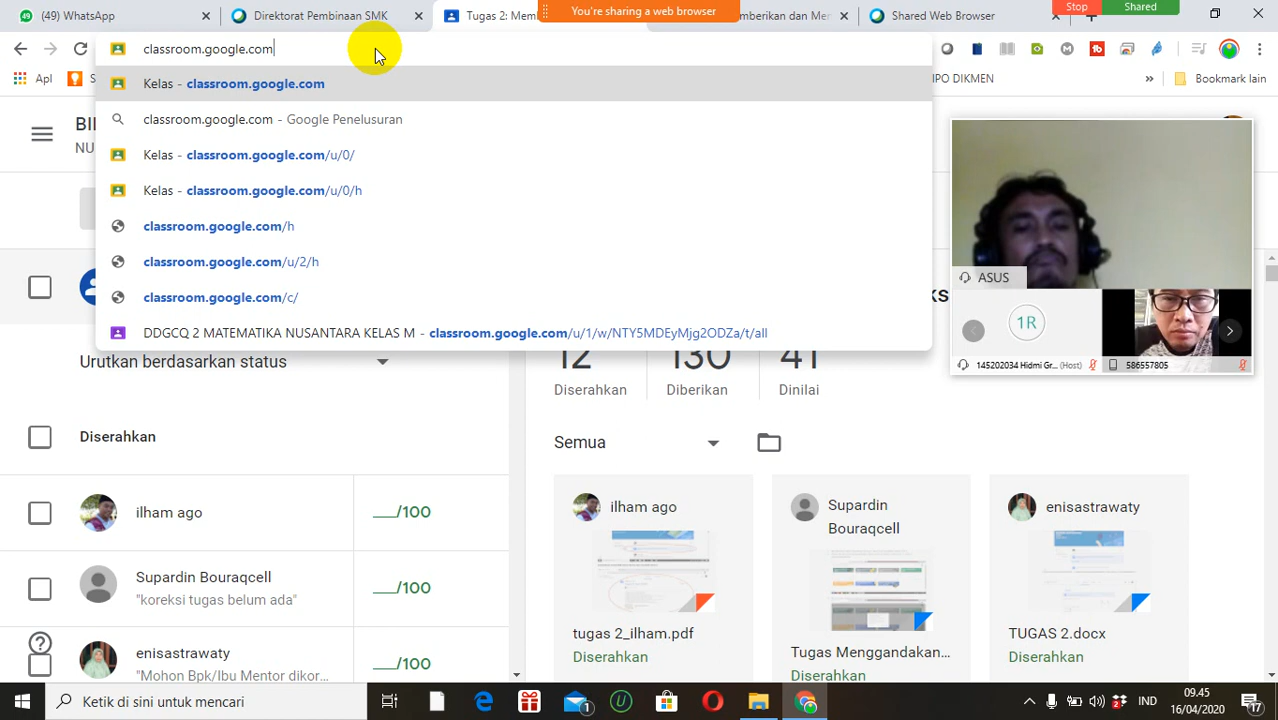 (49) WhatsApp
Direktorat Pembinaan SMK
Tugas 2: Mem
You're sharing a web browser
berikan dan Mer
Shared Web Browser
Stop
Shared
classroom.google.com
Apl
S
IPO DIKMEN
»
Bookmark lain
Kelas - classroom.google.com
classroom.google.com - Google Penelusuran
Kelas - classroom.google.com/u/0/
Kelas - classroom.google.com/u/0/h
classroom.google.com/h
classroom.google.com/u/2/h
classroom.google.com/c/
DDGCQ 2 MATEMATIKA NUSANTARA KELAS M - classroom.google.com/u/1/w/NTY5MDEyMjg2ODZa/t/all
BI
NU
ks
ASUS
1R
145202034 Hidmi Gr... (Host)
586557805
Urutkan berdasarkan status
12
130
41
Diserahkan
Diberikan
Dinilai
Diserahkan
Semua
ilham ago
___/100
Supardin Bouraqcell
"koreksi tugas belum ada"
___/100
enisastrawaty
"Mohon Bpk/Ibu Mentor dikor...
___/100
ilham ago
tugas 2_ilham.pdf
Diserahkan
Supardin
Bouraqcell
Tugas Menggandakan...
Diserahkan
enisastrawaty
TUGAS 2.docx
Diserahkan
Ketik di sini untuk mencari
1
IND
09.45
16/04/2020
17